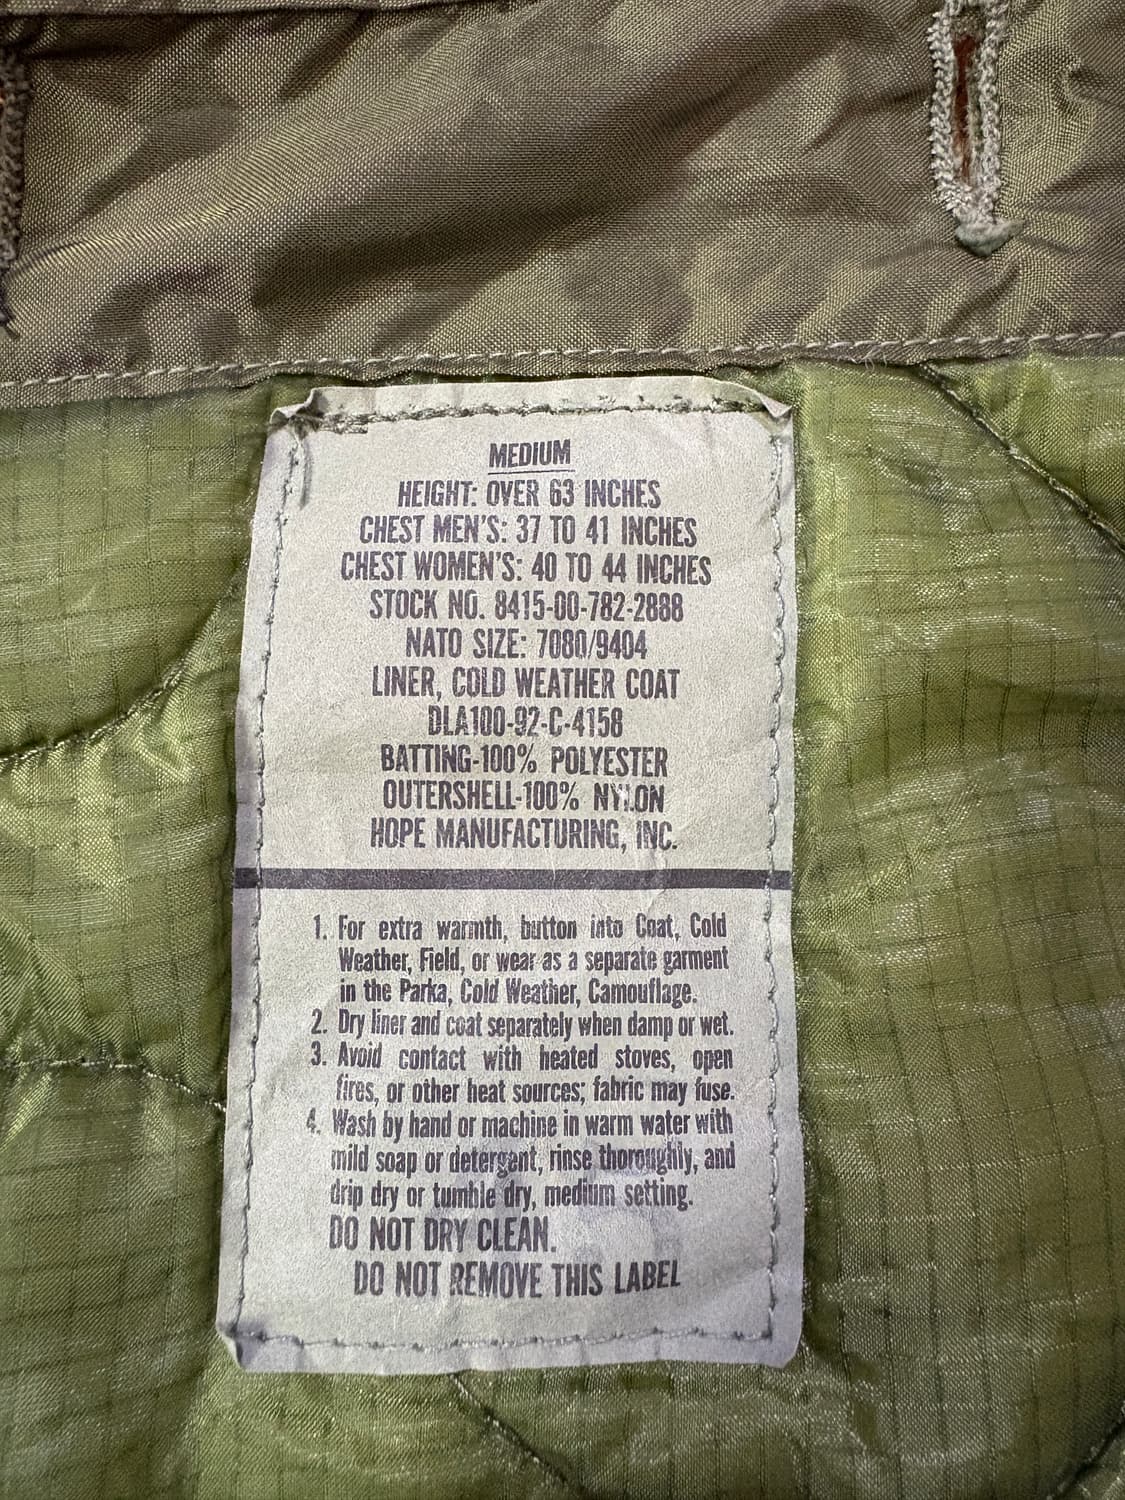 MEDIUM
HEIGHT: OVER 63 INCHES
CHEST MEN'S: 37 TO 41 INCHES
CHEST WOMEN'S: 40 TO 44 INCHES
STOCK NO. 8415-00-782-2888
NATO SIZE: 7080/9404
LINER, COLD WEATHER COAT
DLA100-92-C-4158
BATTING-100% POLYESTER
OUTERSHELL-100% NYLON
HOPE MANUFACTURING, INC.
1. For extra warmth, button into Coat, Cold
Weather, Field, or wear as a separate garment
in the Parka, Cold Weather, Camouflage.
2. Dry liner and coat separately when damp or wet.
3. Avoid contact with heated stoves, open
fires, or other heat sources; fabric may fuse.
4. Wash by hand or machine in warm water with
mild soap or detergent, rinse thoroughly, and
drip dry or tumble dry, medium setting.
DO NOT DRY CLEAN.
DO NOT REMOVE THIS LABEL